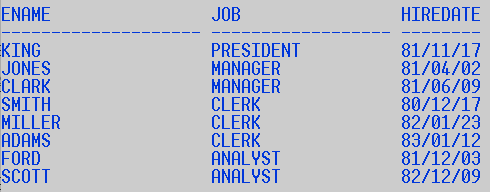 ENAME JOB HIREDATE
-------------------- ------------------ --------
KING PRESIDENT 81/11/17
JONES MANAGER 81/04/02
CLARK MANAGER 81/06/09
SMITH CLERK 80/12/17
MILLER CLERK 82/01/23
ADAMS CLERK 83/01/12
FORD ANALYST 81/12/03
SCOTT ANALYST 82/12/09